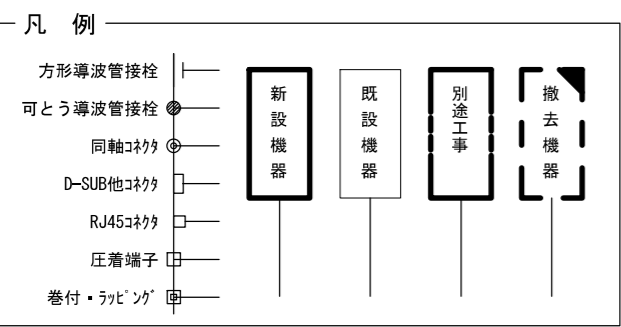 凡 例
方形導波管接栓
可とう導波管接栓
同軸ｺﾈｸﾀ
D-SUB他ｺﾈｸﾀ
RJ45ｺﾈｸﾀ
圧着端子
巻付・ﾗｯﾋﾟﾝｸﾞ
新設機器
既設機器
別途工事
撤去機器